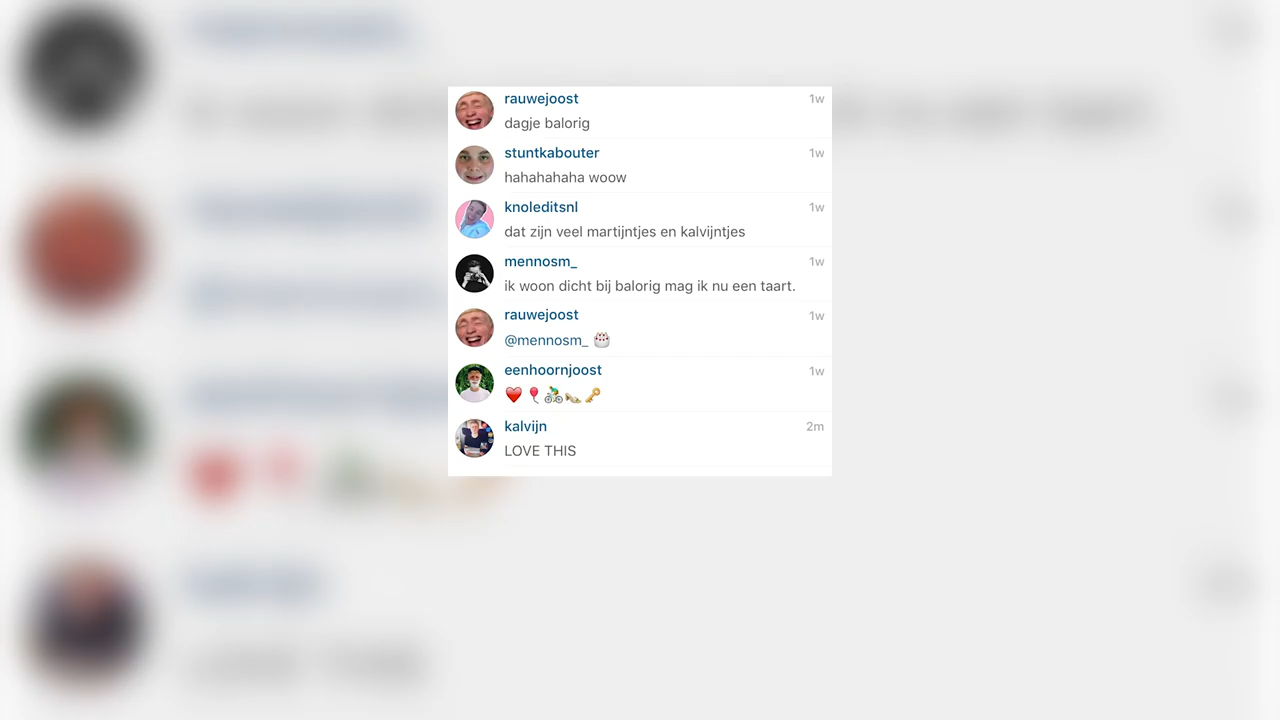 rauwejoost 1w
dagje balorig
stuntkabouter 1w
hahahahaha woow
knoleditsnl 1w
dat zijn veel martijntjes en kalvijntjes
mennosm_ 1w
ik woon dicht bij balorig mag ik nu een taart.
rauwejoost 1w
@mennosm_ 🎂
eenhoornjoost 1w
❤️🎈🚴📯🔑
kalvijn 2m
LOVE THIS